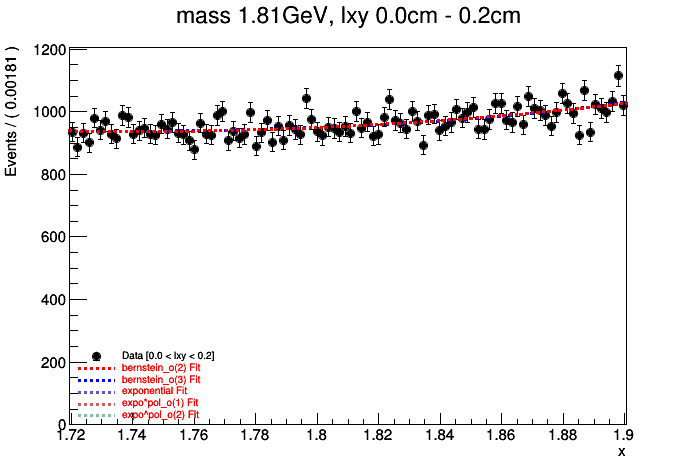 mass 1.81GeV, lxy 0.0cm - 0.2cm
Events / ( 0.00181 )
1200
1000
800
600
400
200
0
Data [0.0 < lxy < 0.2]
bernstein_o(2) Fit
bernstein_o(3) Fit
exponential Fit
expo*pol_o(1) Fit
expo*pol_o(2) Fit
1.72 1.74 1.76 1.78 1.8 1.82 1.84 1.86 1.88 1.9
x